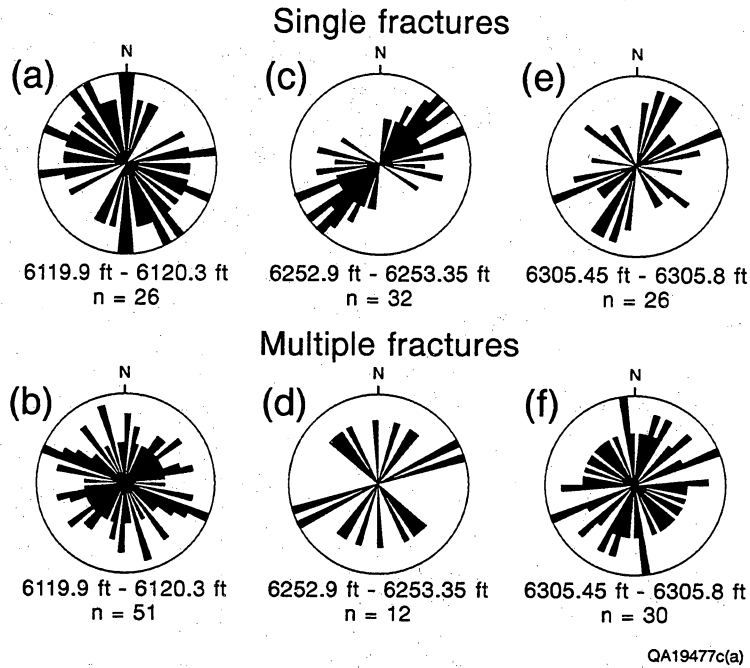 Single fractures
(a) N (c) N (e) N
6119.9 ft - 6120.3 ft 6252.9 ft - 6253.35 ft 6305.45 ft - 6305.8 ft
n = 26 n = 32 n = 26
Multiple fractures
(b) N (d) N (f) N
6119.9 ft - 6120.3 ft 6252.9 ft - 6253.35 ft 6305.45 ft - 6305.8 ft
n = 51 n = 12 n = 30
QA19477c(a)